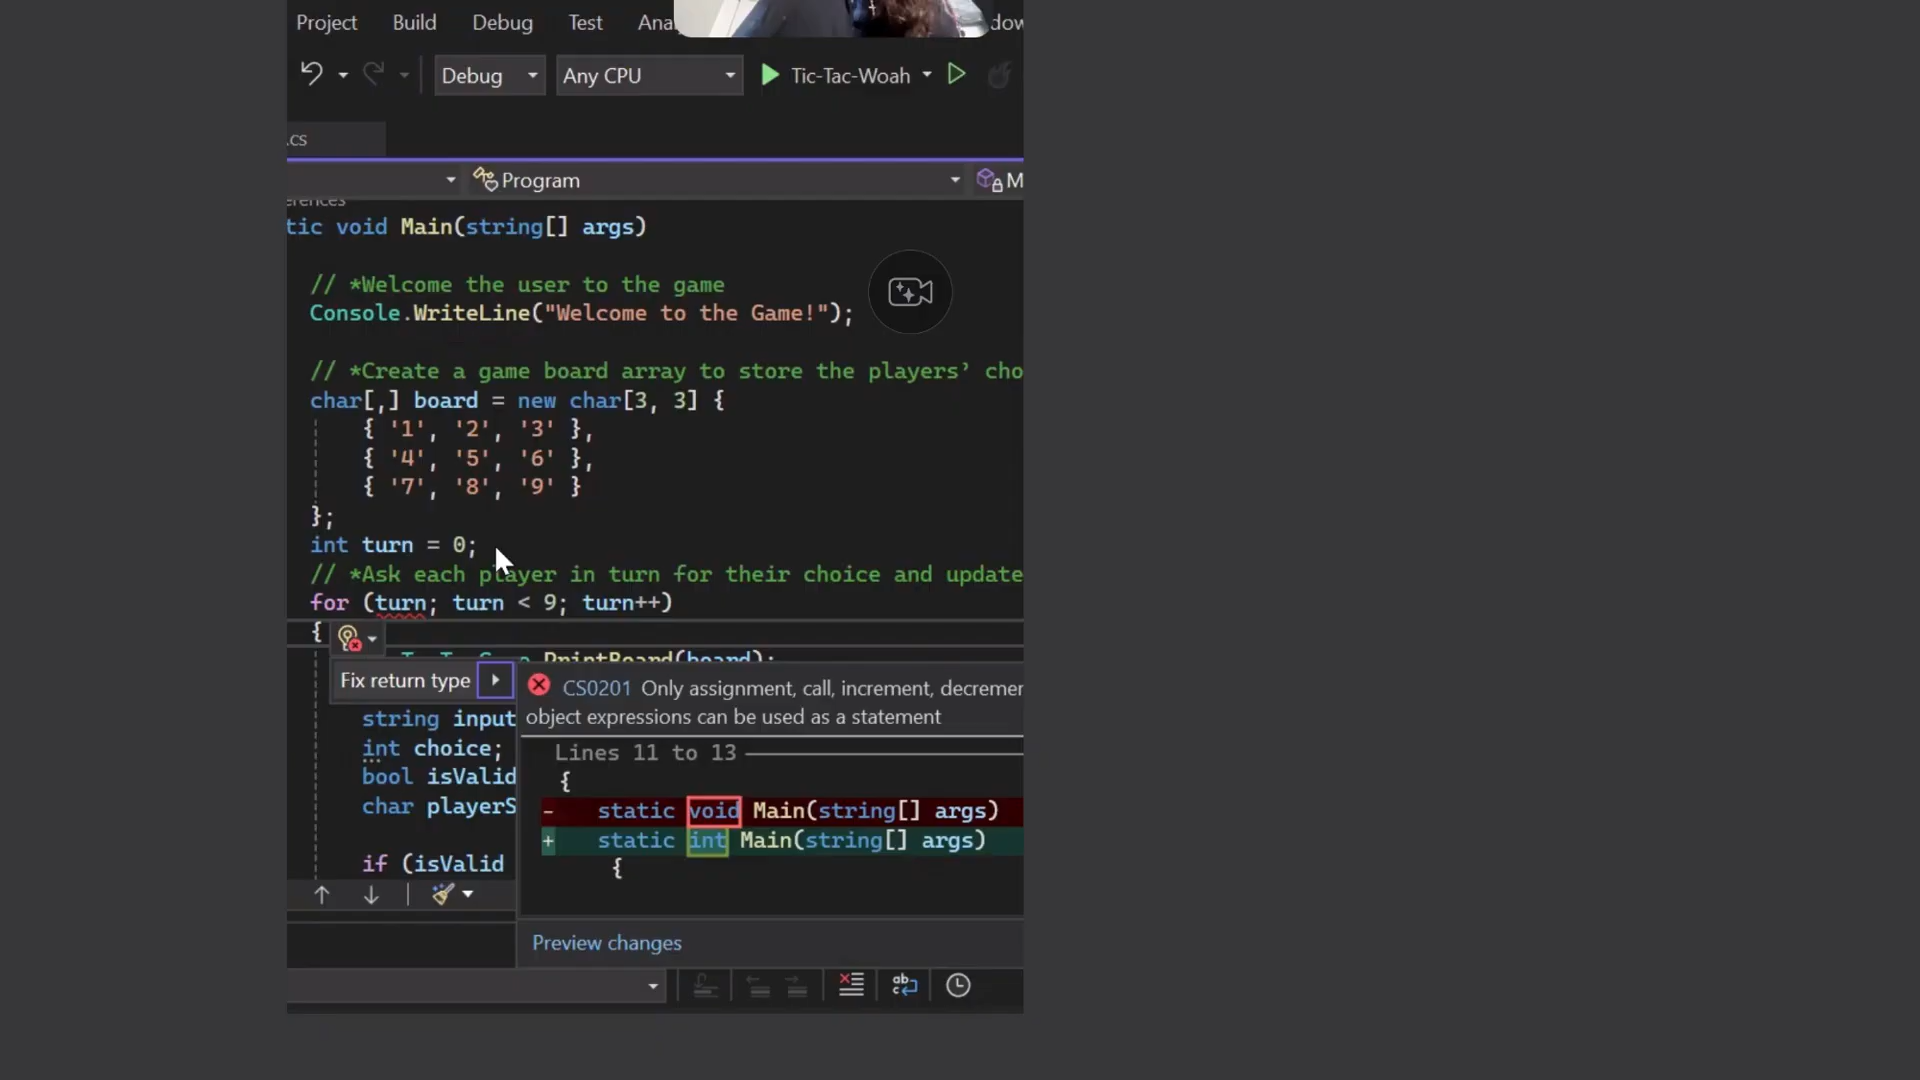 Project Build Debug Test Ana
Debug Any CPU Tic-Tac-Woah
.cs
Program M
erences
tic void Main(string[] args)
// *Welcome the user to the game
Console.WriteLine("Welcome to the Game!");
// *Create a game board array to store the players’ cho
char[,] board = new char[3, 3] {
{ '1', '2', '3' },
{ '4', '5', '6' },
{ '7', '8', '9' }
};
int turn = 0;
// *Ask each player in turn for their choice and update
for (turn; turn < 9; turn++)
{
PrintBoard(board);
Fix return type
CS0201 Only assignment, call, increment, decremen
object expressions can be used as a statement
string input
int choice;
bool isValid
char playerS
if (isValid
Lines 11 to 13
{
- static void Main(string[] args)
+ static int Main(string[] args)
{
Preview changes